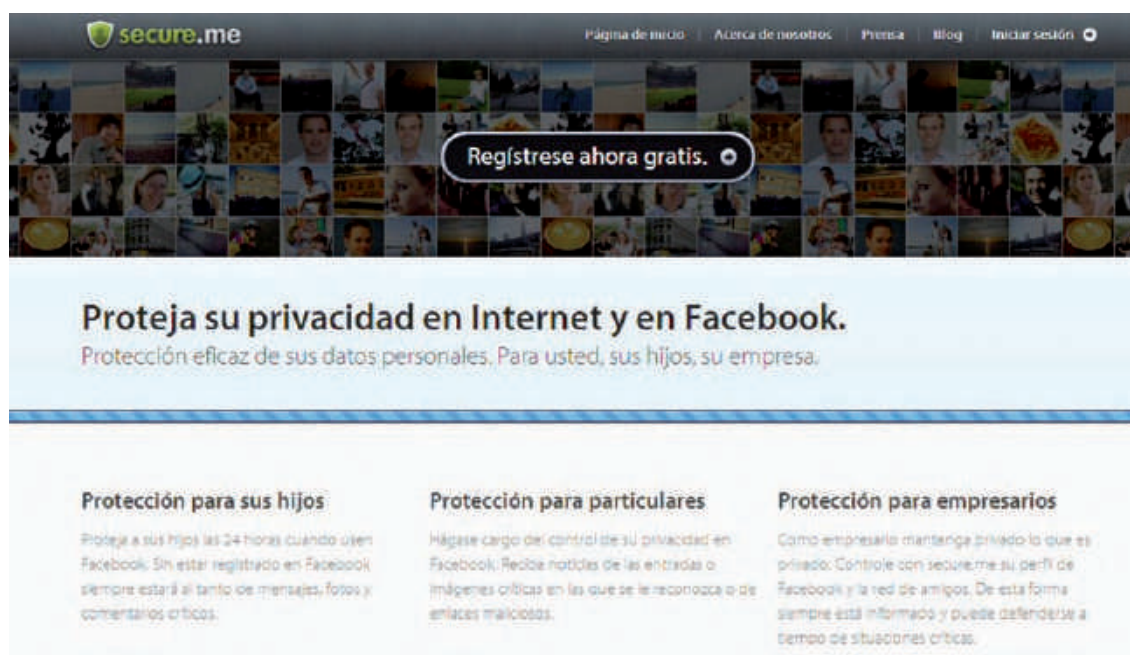 secure.me
Página de inicio | Acerca de nosotros | Prensa | Blog | Iniciar sesión
Regístrese ahora gratis.
Proteja su privacidad en Internet y en Facebook.
Protección eficaz de sus datos personales. Para usted, sus hijos, su empresa.
Protección para sus hijos
Proteja a sus hijos las 24 horas cuando usen
Facebook. Sin estar registrado en Facebook
siempre estará al tanto de mensajes, fotos y
comentarios críticos.
Protección para particulares
Hágase cargo del control de su privacidad en
Facebook. Reciba noticias de las entradas o
imágenes críticas en las que se le reconozca o de
enlaces maliciosos.
Protección para empresarios
Como empresario mantenga privado lo que es
privado. Controle con secure.me su perfil de
Facebook y la red de amigos. De esta forma
siempre está informado y puede defenderse a
tiempo de situaciones críticas.